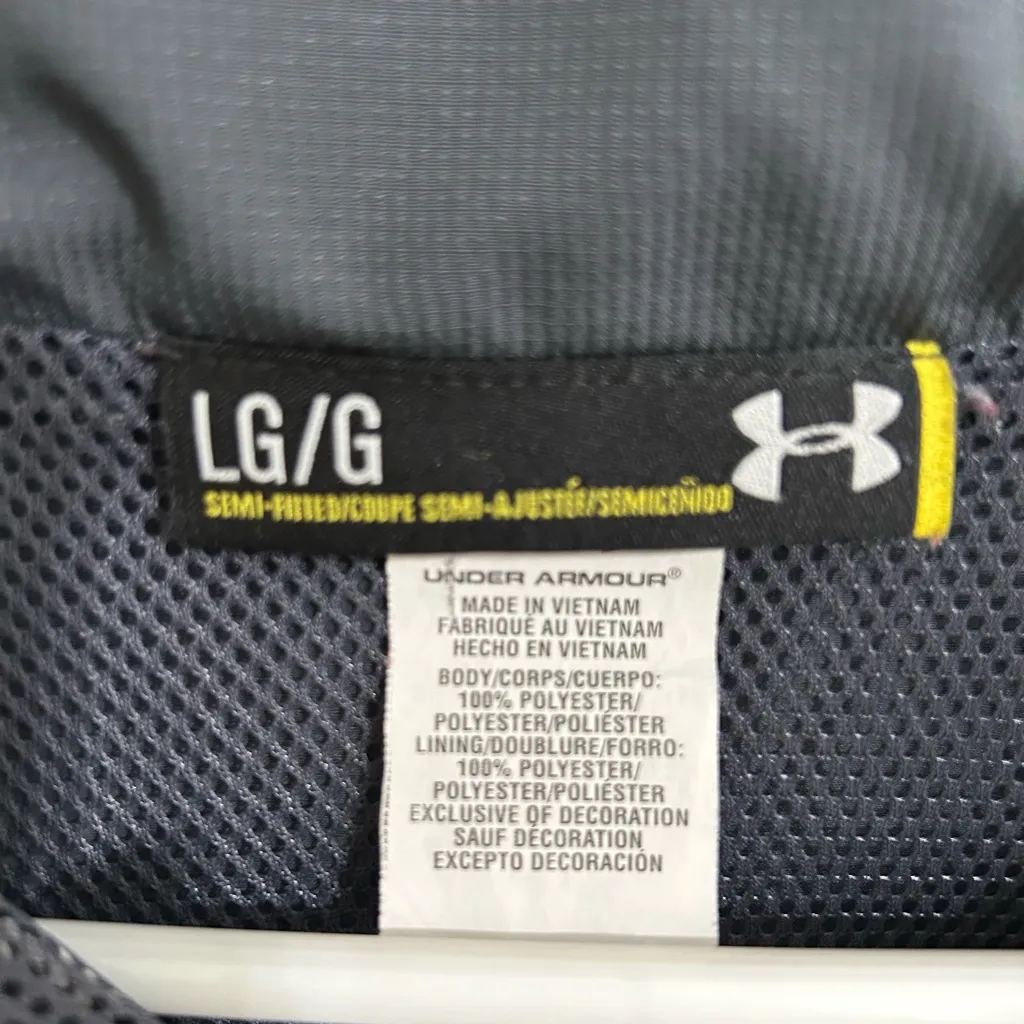 LG/G
SEMI-FITTED/COUPE SEMI-AJUSTÉE/SEMICEÑIDO
UNDER ARMOUR®
MADE IN VIETNAM
FABRIQUÉ AU VIETNAM
HECHO EN VIETNAM
BODY/CORPS/CUERPO:
100% POLYESTER/
POLYESTER/POLIÉSTER
LINING/DOUBLURE/FORRO:
100% POLYESTER/
POLYESTER/POLIÉSTER
EXCLUSIVE OF DECORATION
SAUF DÉCORATION
EXCEPTO DECORACIÓN